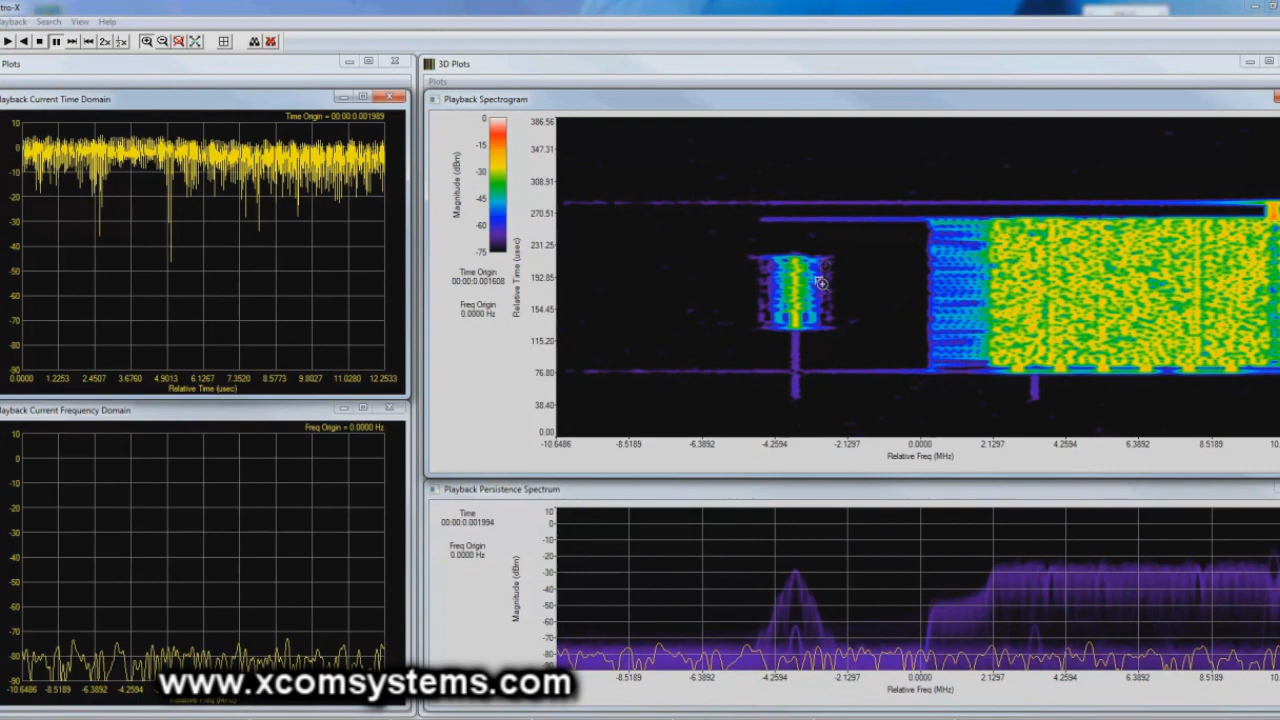 tro-X
layback Search View Help
2x ½x
Plots
3D Plots
Plots
layback Current Time Domain
Time Origin = 00:00:0.001989
10
0
-10
-20
-30
-40
-50
-60
-70
-80
-90
0.0000 1.2253 2.4507 3.6760 4.9013 6.1267 7.3520 8.5773 9.8027 11.0280 12.2533
Relative Time (usec)
Playback Spectrogram
0
-15
-30
-45
-60
-75
Magnitude (dBm)
Time Origin
00:00:0.001608
Freq Origin
0.0000 Hz
386.56
347.31
308.91
270.51
231.25
192.85
154.45
115.20
76.80
38.40
0.00
Relative Time (usec)
-10.6486 -8.5189 -6.3892 -4.2594 -2.1297 0.0000 2.1297 4.2594 6.3892 8.5189 10.
Relative Freq (MHz)
layback Current Frequency Domain
Freq Origin = 0.0000 Hz
10
0
-10
-20
-30
-40
-50
-60
-70
-80
-90
-10.6486 -8.5189 -6.3892 -4.2594
Playback Persistence Spectrum
Time
00:00:0.001994
Freq Origin
0.0000 Hz
Magnitude (dBm)
10
0
-10
-20
-30
-40
-50
-60
-70
-80
-90
-8.5189 -6.3892 -4.2594 -2.1297 0.0000 2.1297 4.2594 6.3892 8.5189 10.
Relative Freq (MHz)
www.xcomsystems.com